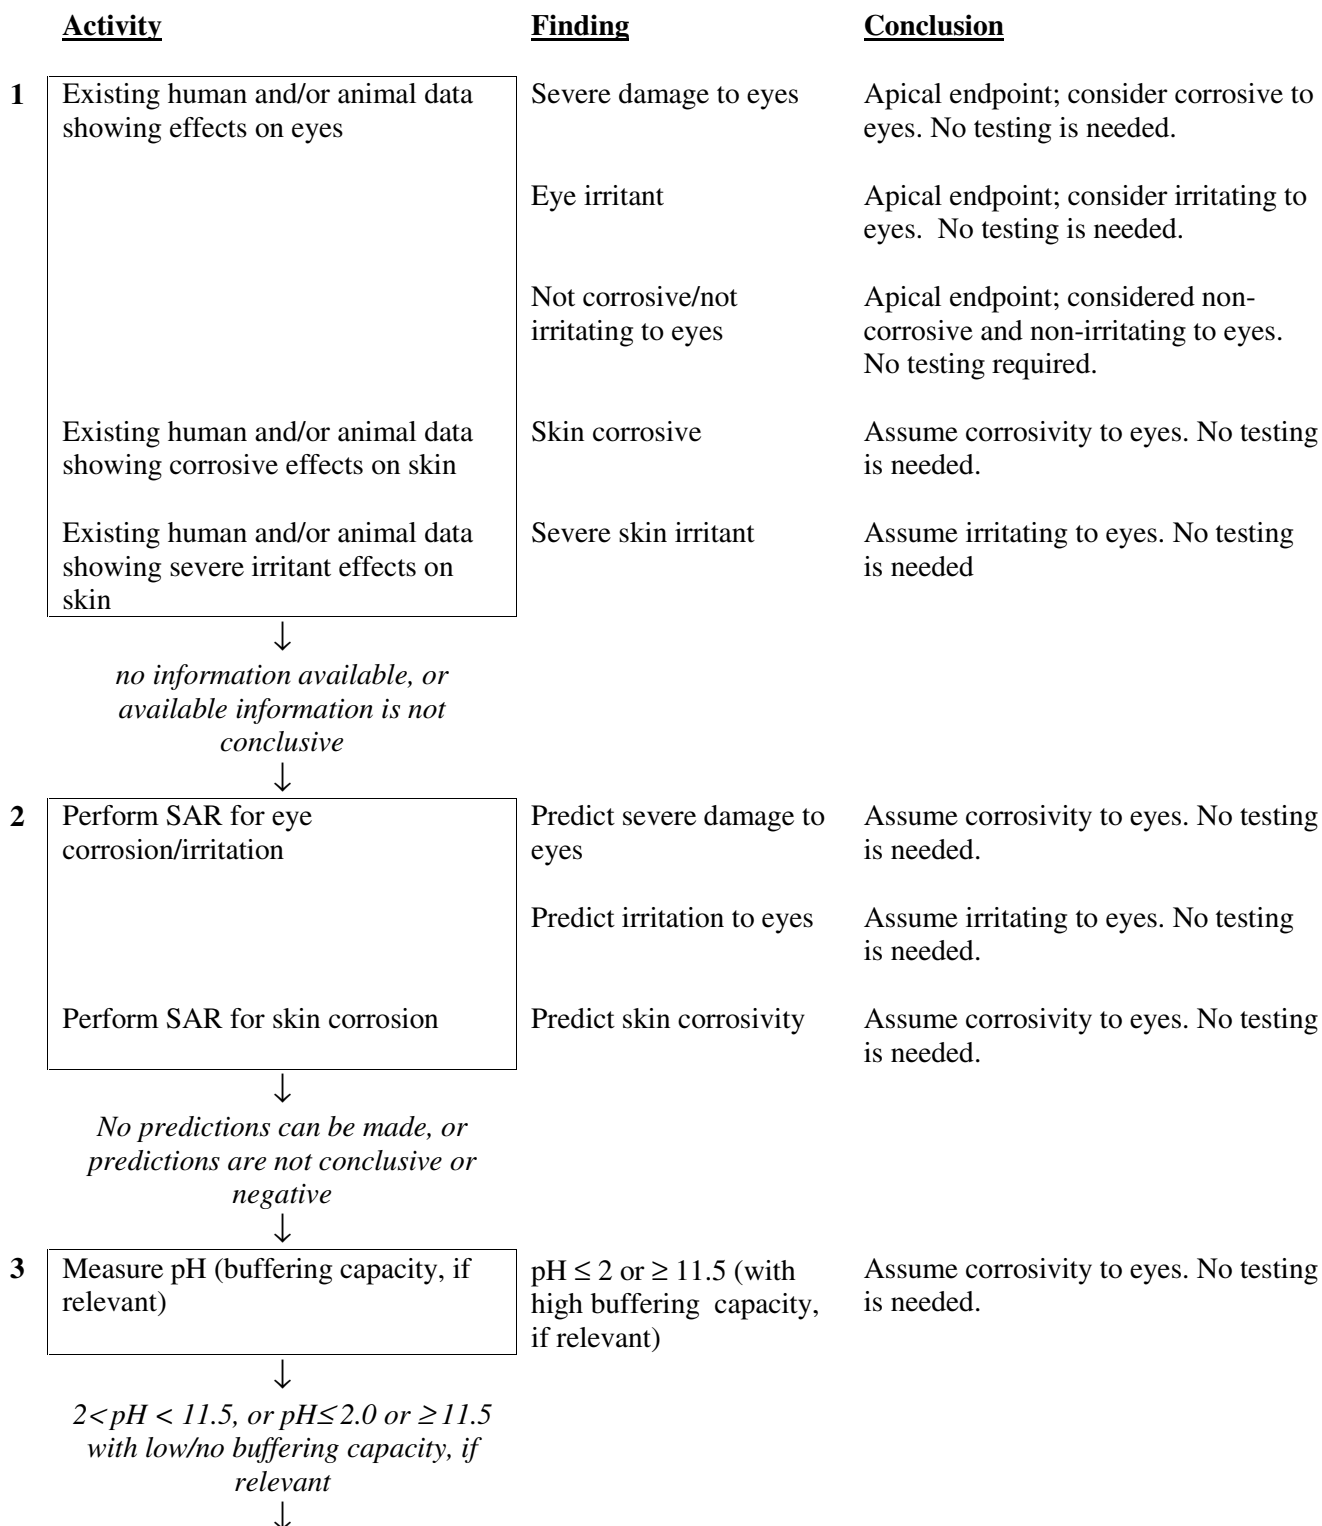 Activity Finding Conclusion
1 Existing human and/or animal data Severe damage to eyes Apical endpoint; consider corrosive to
showing effects on eyes eyes. No testing is needed.
Eye irritant Apical endpoint; consider irritating to
eyes. No testing is needed.
Not corrosive/not Apical endpoint; considered non-
irritating to eyes corrosive and non-irritating to eyes.
No testing required.
Existing human and/or animal data Skin corrosive Assume corrosivity to eyes. No testing
showing corrosive effects on skin is needed.
Existing human and/or animal data Severe skin irritant Assume irritating to eyes. No testing
showing severe irritant effects on is needed
skin
↓
no information available, or
available information is not
conclusive
↓
2 Perform SAR for eye Predict severe damage to Assume corrosivity to eyes. No testing
corrosion/irritation eyes is needed.
Predict irritation to eyes Assume irritating to eyes. No testing
is needed.
Perform SAR for skin corrosion Predict skin corrosivity Assume corrosivity to eyes. No testing
is needed.
↓
No predictions can be made, or
predictions are not conclusive or
negative
↓
3 Measure pH (buffering capacity, if pH ≤ 2 or ≥ 11.5 (with Assume corrosivity to eyes. No testing
relevant) high buffering capacity, is needed.
if relevant)
↓
2<pH < 11.5, or pH≤2.0 or ≥11.5
with low/no buffering capacity, if
relevant
↓